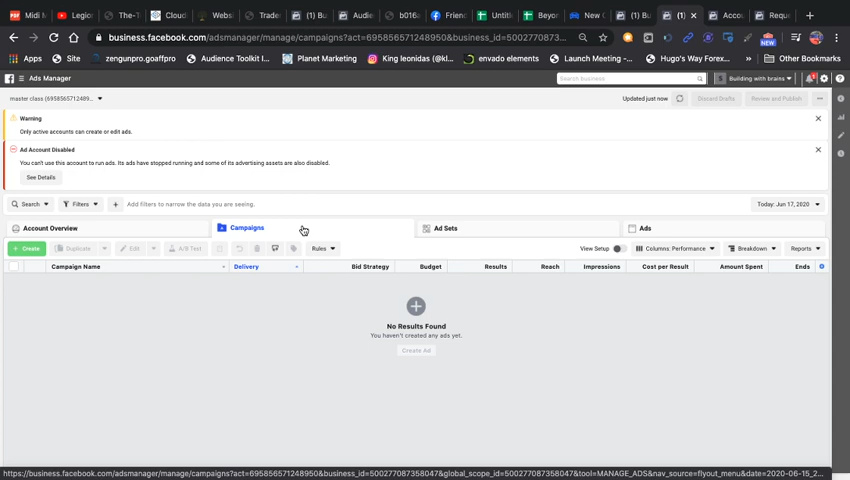 Midi M
Legion
The-T
Cloud
Websi
Trader
(1) Bu
Audie
b016a
Frien
Untitl
Beyor
New C
(1) Bu
(1)
Accou
Reque
business.facebook.com/adsmanager/manage/campaigns?act=695856571248950&business_id=5002770873...
NEW
Apps
Site
zengunpro.goaffpro
Audience Toolkit I...
Planet Marketing
King leonidas (@kl...
envado elements
Launch Meeting -...
Hugo's Way Forex...
»
Other Bookmarks
Ads Manager
Search business
Building with brains
master class (6958565712489...
Updated just now
Discard Drafts
Review and Publish
Warning
Only active accounts can create or edit ads.
Ad Account Disabled
You can't use this account to run ads. Its ads have stopped running and some of its advertising assets are also disabled.
See Details
Search
Filters
Add filters to narrow the data you are seeing.
Today: Jun 17, 2020
Account Overview
Campaigns
Ad Sets
Ads
+ Create
Duplicate
Edit
A/B Test
Rules
View Setup
Columns: Performance
Breakdown
Reports
Campaign Name
Delivery
Bid Strategy
Budget
Results
Reach
Impressions
Cost per Result
Amount Spent
Ends
No Results Found
You haven't created any ads yet.
Create Ad
https://business.facebook.com/adsmanager/manage/campaigns?act=695856571248950&business_id=500277087358047&global_scope_id=500277087358047&tool=MANAGE_ADS&nav_source=flyout_menu&date=2020-06-15_2...